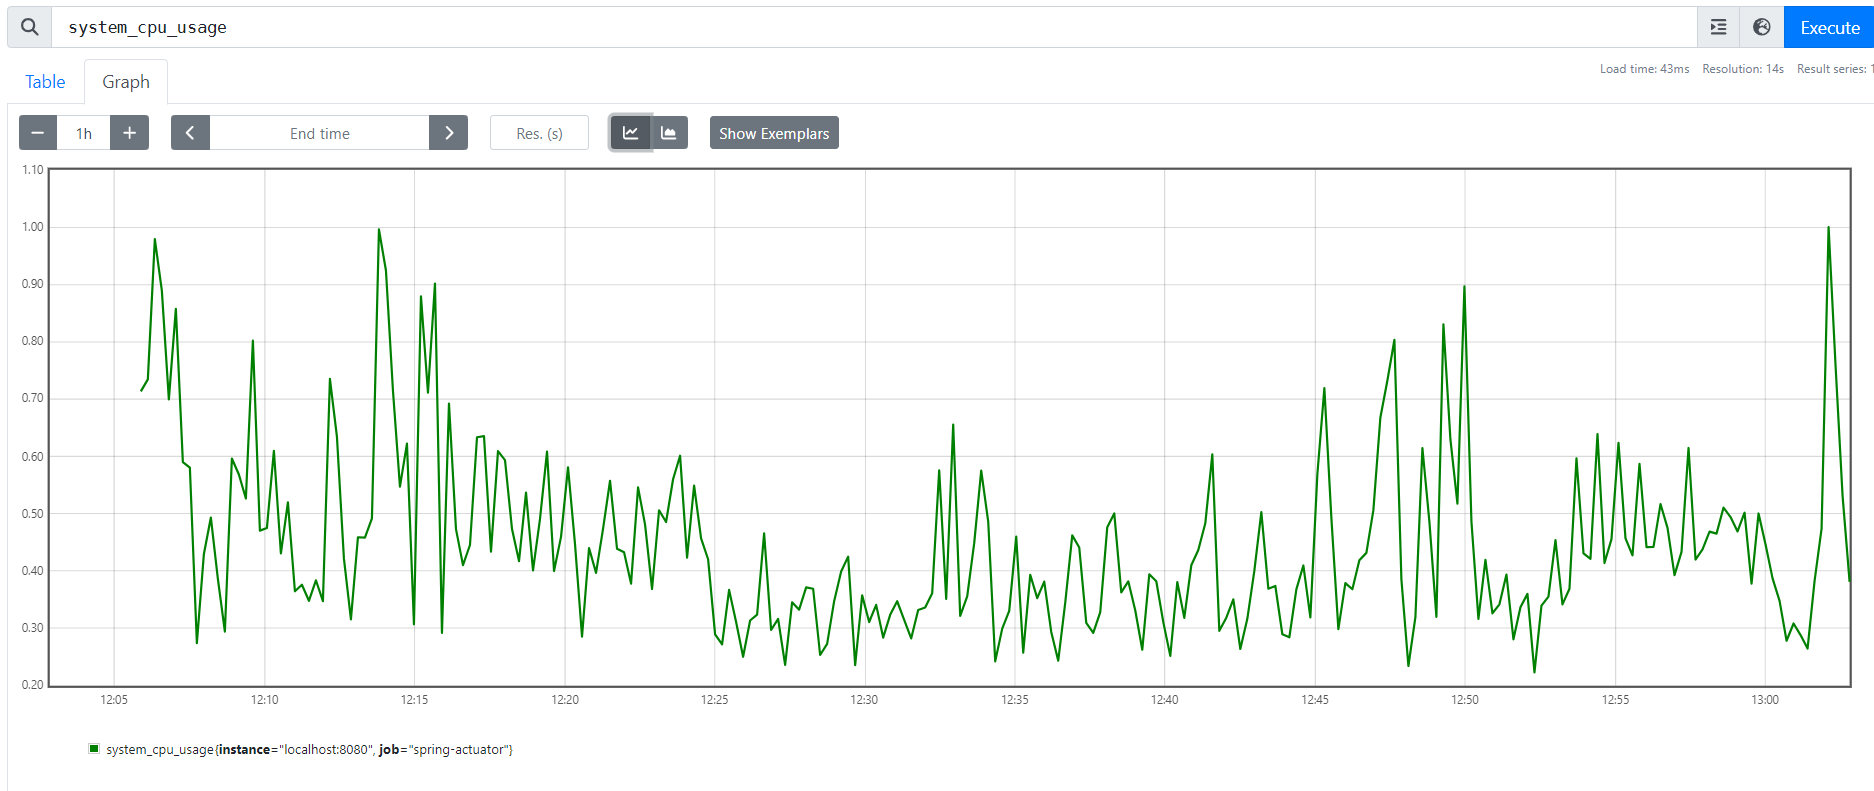 system_cpu_usage
Execute
Table
Graph
Load time: 43ms Resolution: 14s Result series: 1
1h
End time
Res. (s)
Show Exemplars
1.10
1.00
0.90
0.80
0.70
0.60
0.50
0.40
0.30
0.20
12:05 12:10 12:15 12:20 12:25 12:30 12:35 12:40 12:45 12:50 12:55 13:00
system_cpu_usage{instance="localhost:8080", job="spring-actuator"}